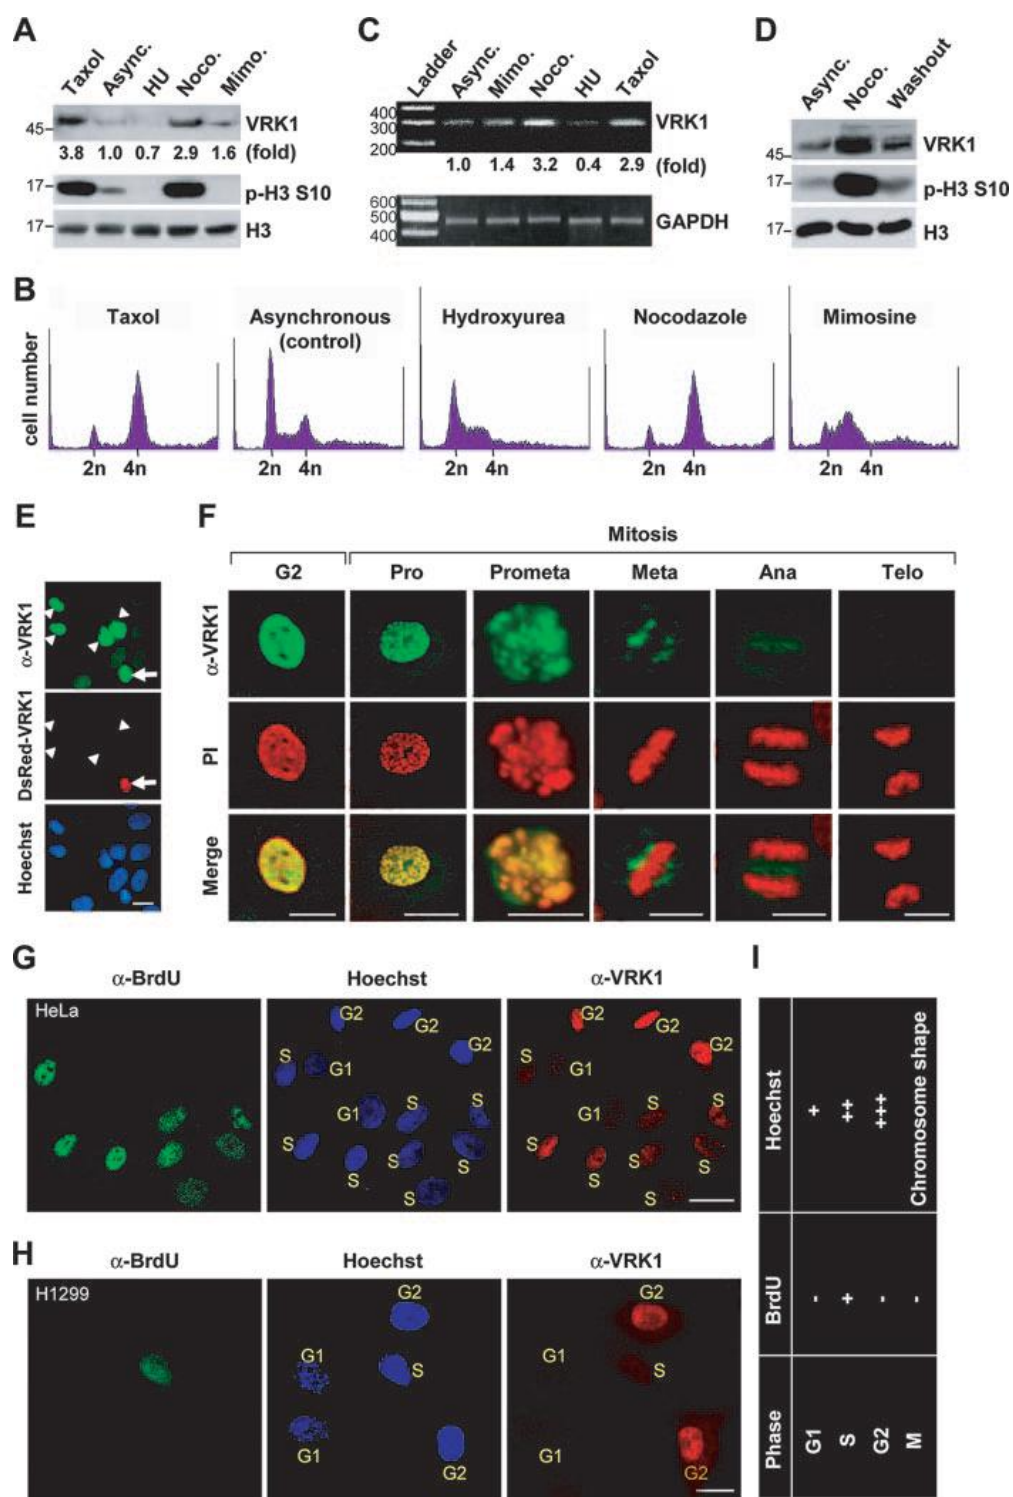 A
Taxol Async. HU Noco. Mimo.
45 VRK1
3.8 1.0 0.7 2.9 1.6 (fold)
17 p-H3 S10
17 H3
C
Ladder Async. Mimo. Noco. HU Taxol
400
300 VRK1
200
1.0 1.4 3.2 0.4 2.9 (fold)
600
500 GAPDH
400
D
Async. Noco. Washout
45 VRK1
17 p-H3 S10
17 H3
B
cell number
Taxol
Asynchronous
(control)
Hydroxyurea
Nocodazole
Mimosine
2n 4n 2n 4n 2n 4n 2n 4n 2n 4n
E
α-VRK1
DsRed-VRK1
Hoechst
F
Mitosis
G2 Pro Prometa Meta Ana Telo
α-VRK1
PI
Merge
G
α-BrdU Hoechst α-VRK1
HeLa
G2 G2 G2 S G1 G1 S S S S S S S
G2 G2 G2 S G1 G1 S S S S S S S
H
α-BrdU Hoechst α-VRK1
H1299
G2 G1 S G1 G2
G2 G1 S G1 G2
I
Phase BrdU Hoechst
G1 - +
S + ++
G2 - +++
M - Chromosome shape